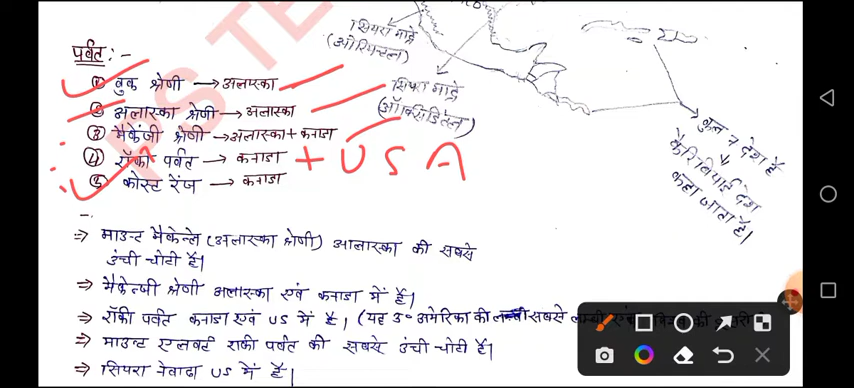 सियरा माद्रे
(ओरिएंटल)
सियरा माद्रे
(ऑक्सिडेंटल)
कुल 7 देश है
कैरिबियाई देश
कहा जाता है।
पर्वत :-
① ब्रुक श्रेणी → अलास्का
② अलास्का श्रेणी → अलास्का
③ मैकेंजी श्रेणी → अलास्का + कनाडा
④ रॉकी पर्वत → कनाडा + USA
⑤ कोस्ट रेंज → कनाडा
⇒ माउन्ट मैकेन्ले (अलास्का श्रेणी) आलास्का की सबसे
उंची चोटी है।
⇒ मैकेन्जी श्रेणी अलास्का एवं कनाडा में है।
⇒ रॉकी पर्वत कनाडा एवं US में है। (यह उ० अमेरिका की सबसे
⇒ माउन्ट एल्बर्ट रॉकी पर्वत की सबसे उंची चोटी है।
⇒ सियरा नेवादा US में है।